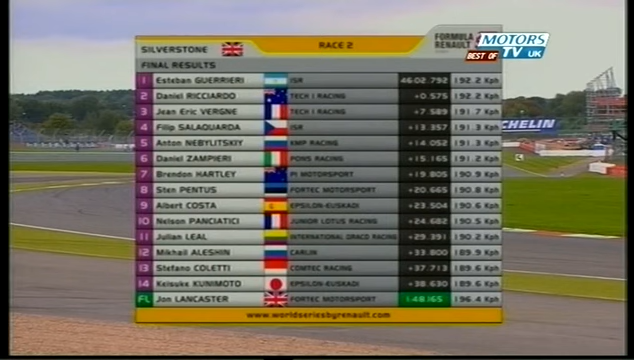 SILVERSTONE RACE 2 FORMULA RENAULT
MOTORS
BEST OF TV UK
FINAL RESULTS
1 Esteban GUERRIERI ISR 46:02.792 192.2 Kph
2 Daniel RICCIARDO TECH 1 RACING +0.575 192.2 Kph
3 Jean Eric VERGNE TECH 1 RACING +7.589 191.7 Kph
4 Filip SALAQUARDA ISR +13.357 191.3 Kph
5 Anton NEBYLITSKIY KMP RACING +14.052 191.3 Kph
6 Daniel ZAMPIERI PONS RACING +15.165 191.2 Kph
7 Brendon HARTLEY P1 MOTORSPORT +19.805 190.9 Kph
8 Sten PENTUS FORTEC MOTORSPORT +20.665 190.8 Kph
9 Albert COSTA EPSILON-EUSKADI +23.504 190.6 Kph
10 Nelson PANCIATICI JUNIOR LOTUS RACING +24.682 190.5 Kph
11 Julian LEAL INTERNATIONAL DRACO RACING +29.391 190.2 Kph
12 Mikhail ALESHIN CARLIN +33.800 189.9 Kph
13 Stefano COLETTI COMTEC RACING +37.713 189.6 Kph
14 Keisuke KUNIMOTO EPSILON-EUSKADI +38.630 189.6 Kph
FL Jon LANCASTER FORTEC MOTORSPORT 1:48.165 196.4 Kph
www.worldseriesbyrenault.com